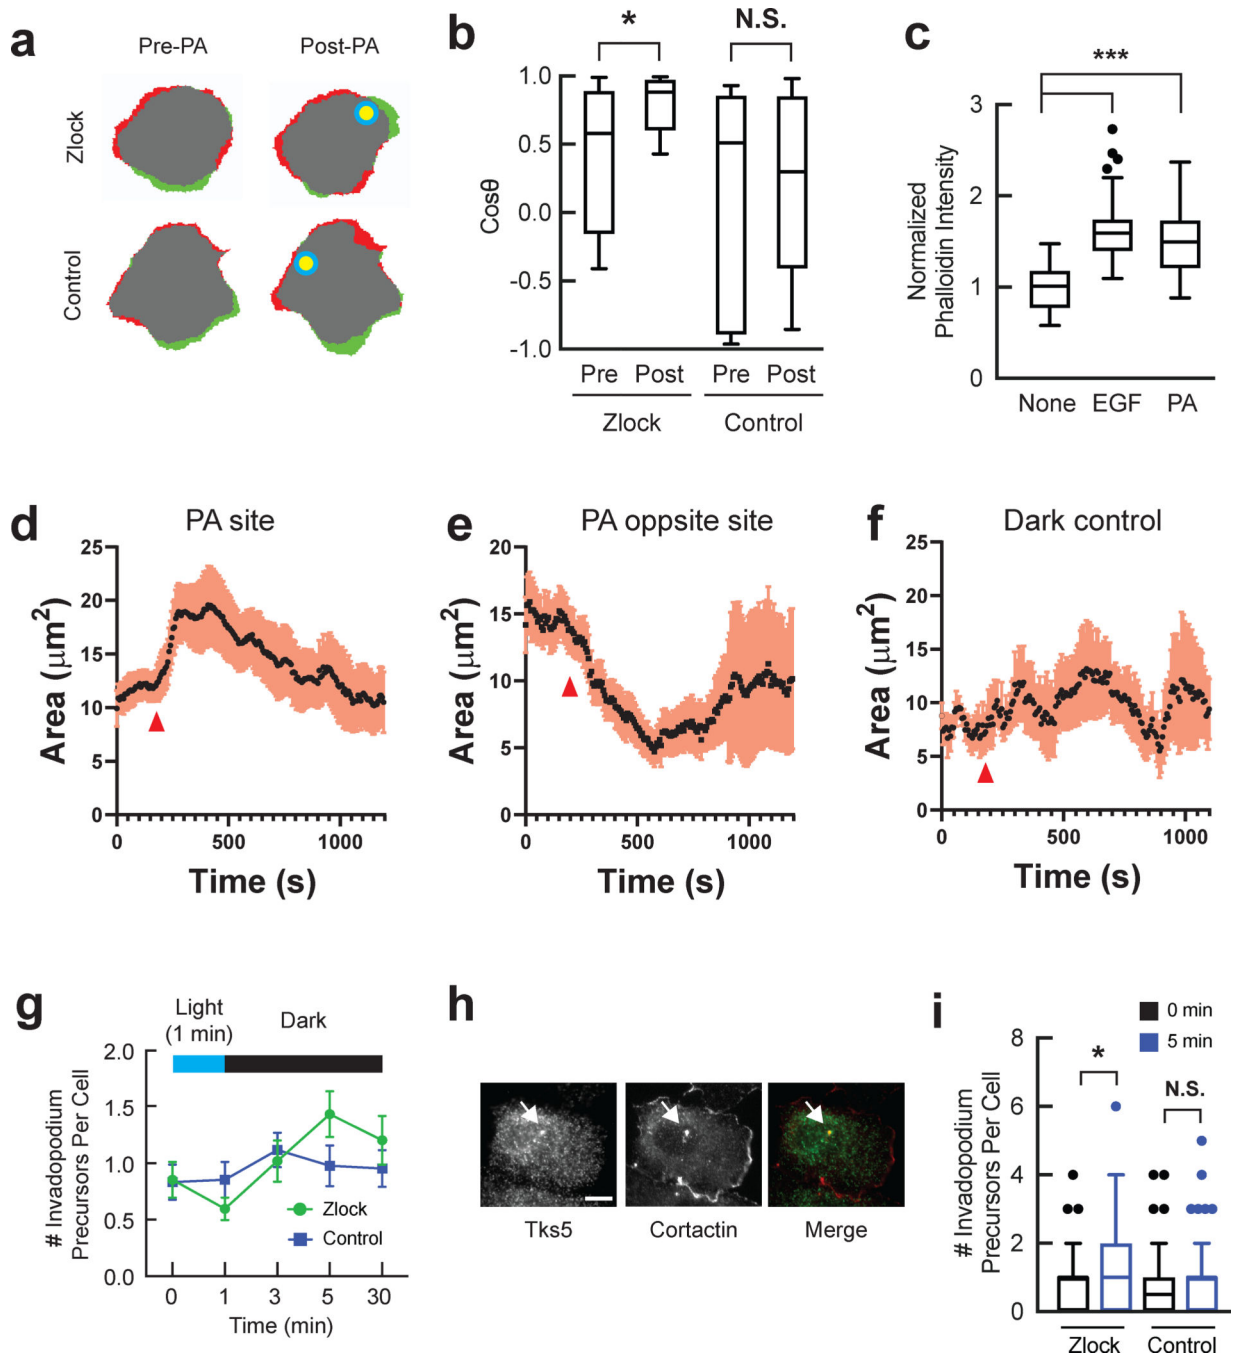 a
Pre-PA
Post-PA
Zlock
Control
b
*
N.S.
1.0
0.5
0.0
-0.5
-1.0
Cosθ
Pre
Post
Pre
Post
Zlock
Control
c
***
3
2
1
0
Normalized
Phalloidin Intensity
None
EGF
PA
d
PA site
25
20
15
10
5
0
Area (μm²)
0
500
1000
Time (s)
e
PA oppsite site
20
15
10
5
0
Area (μm²)
0
500
1000
Time (s)
f
Dark control
25
20
15
10
5
0
Area (μm²)
0
500
1000
Time (s)
g
Light
(1 min)
Dark
2.0
1.5
1.0
0.5
0.0
# Invadopodium
Precursors Per Cell
Zlock
Control
0
1
3
5
30
Time (min)
h
Tks5
Cortactin
Merge
i
0 min
5 min
*
N.S.
8
6
4
2
0
# Invadopodium
Precursors Per Cell
Zlock
Control